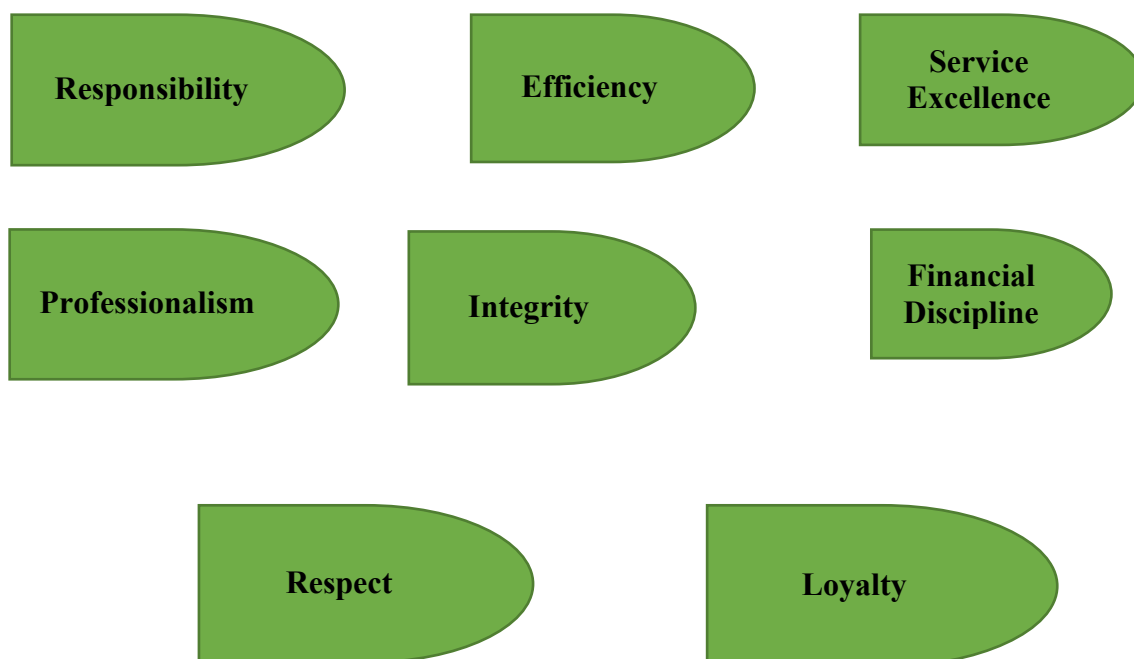 Responsibility
Efficiency
Service
Excellence
Professionalism
Integrity
Financial
Discipline
Respect
Loyalty